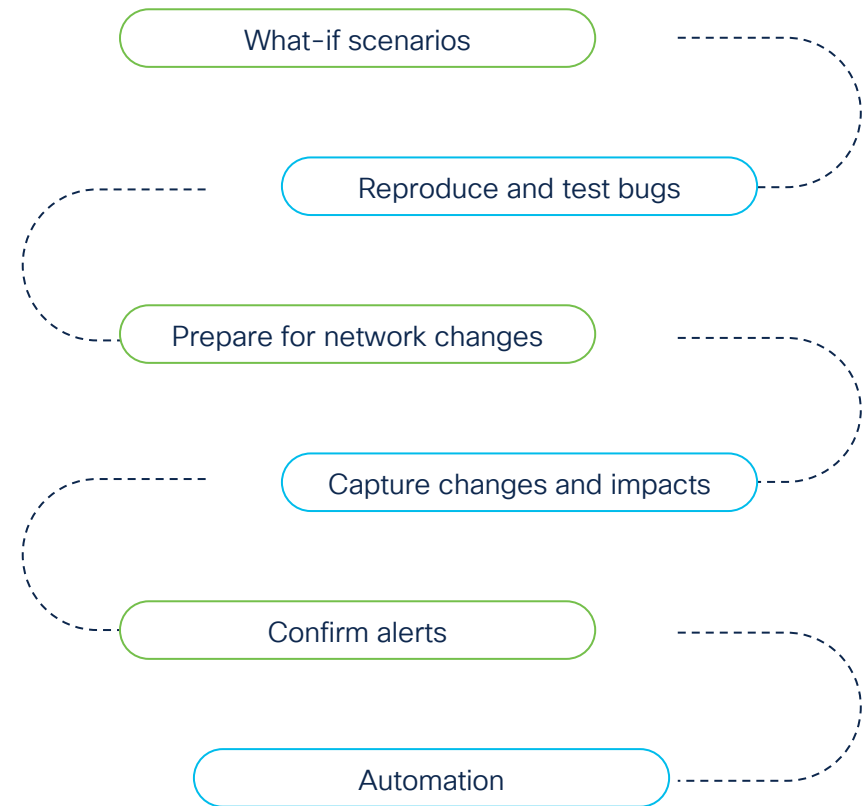 What-if scenarios
Reproduce and test bugs
Prepare for network changes
Capture changes and impacts
Confirm alerts
Automation